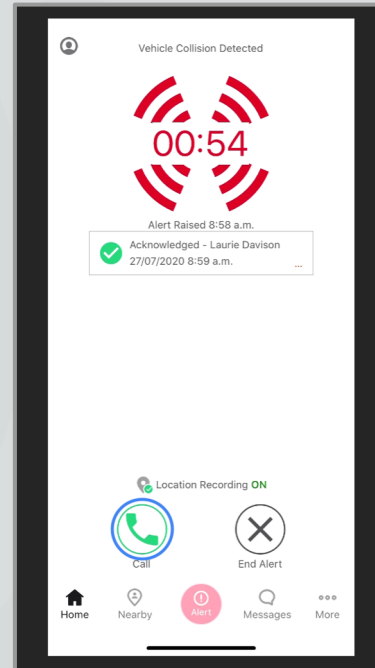 Vehicle Collision Detected
00:54
Alert Raised 8:58 a.m.
Acknowledged - Laurie Davison
27/07/2020 8:59 a.m.
...
Location Recording ON
Call End Alert
Home Nearby Alert Messages More